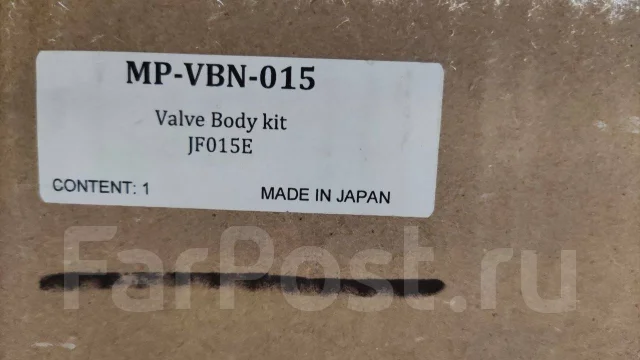 MP-VBN-015
Valve Body kit
JF015E
CONTENT: 1 MADE IN JAPAN
FarPost.ru